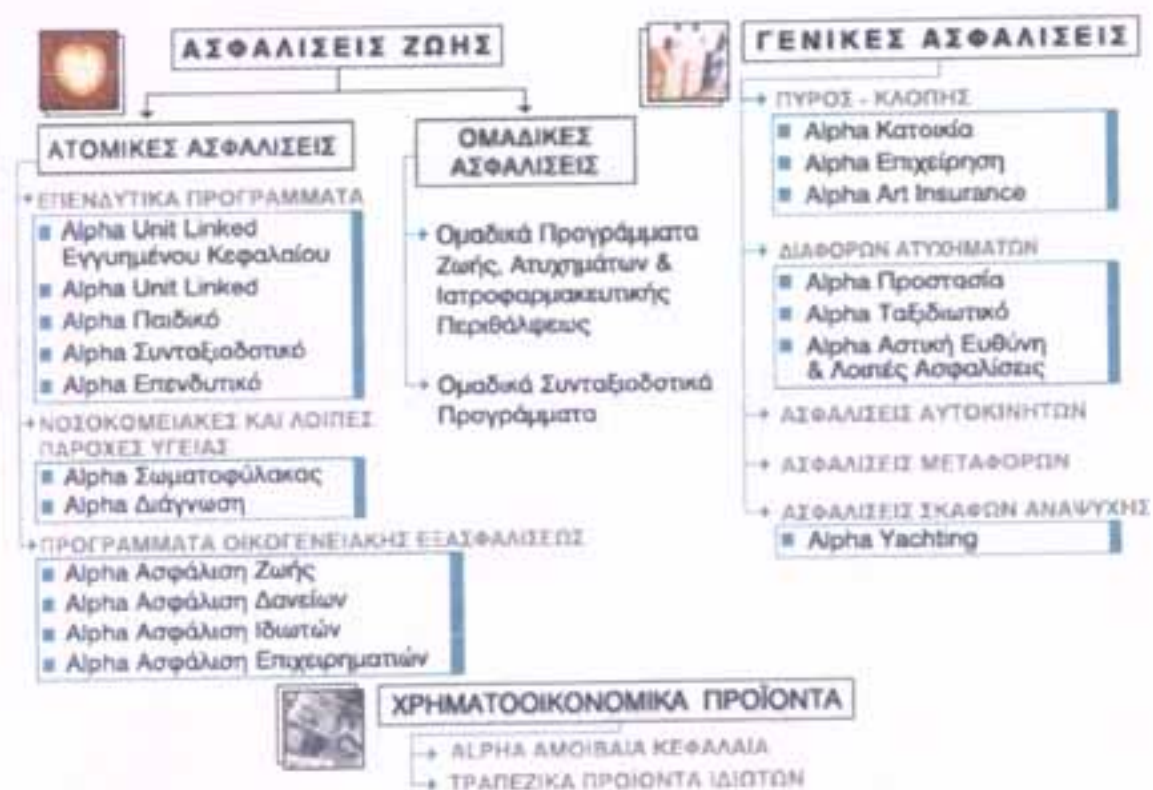 ΑΣΦΑΛΙΣΕΙΣ ΖΩΗΣ
ΑΤΟΜΙΚΕΣ ΑΣΦΑΛΙΣΕΙΣ
ΕΠΕΝΔΥΤΙΚΑ ΠΡΟΓΡΑΜΜΑΤΑ
Alpha Unit Linked
Εγγυημένου Κεφαλαίου
Alpha Unit Linked
Alpha Παιδικό
Alpha Συνταξιοδοτικό
Alpha Επενδυτικό
ΝΟΣΟΚΟΜΕΙΑΚΕΣ ΚΑΙ ΛΟΙΠΕΣ
ΠΑΡΟΧΕΣ ΥΓΕΙΑΣ
Alpha Σωματοφύλακας
Alpha Διάγνωση
ΠΡΟΓΡΑΜΜΑΤΑ ΟΙΚΟΓΕΝΕΙΑΚΗΣ ΕΞΑΣΦΑΛΙΣΕΩΣ
Alpha Ασφάλιση Ζωής
Alpha Ασφάλιση Δανείων
Alpha Ασφάλιση Ιδιωτών
Alpha Ασφάλιση Επιχειρηματιών
ΟΜΑΔΙΚΕΣ
ΑΣΦΑΛΙΣΕΙΣ
Ομαδικά Προγράμματα
Ζωής, Ατυχημάτων &
Ιατροφαρμακευτικής
Περιθάλψεως
Ομαδικά Συνταξιοδοτικά
Προγράμματα
ΓΕΝΙΚΕΣ ΑΣΦΑΛΙΣΕΙΣ
ΠΥΡΟΣ - ΚΛΟΠΗΣ
Alpha Κατοικία
Alpha Επιχείρηση
Alpha Art Insurance
ΔΙΑΦΟΡΩΝ ΑΤΥΧΗΜΑΤΩΝ
Alpha Προστασία
Alpha Ταξιδιωτικό
Alpha Αστική Ευθύνη
& Λοιπές Ασφαλίσεις
ΑΣΦΑΛΙΣΕΙΣ ΑΥΤΟΚΙΝΗΤΩΝ
ΑΣΦΑΛΙΣΕΙΣ ΜΕΤΑΦΟΡΩΝ
ΑΣΦΑΛΙΣΕΙΣ ΣΚΑΦΩΝ ΑΝΑΨΥΧΗΣ
Alpha Yachting
ΧΡΗΜΑΤΟΟΙΚΟΝΟΜΙΚΑ ΠΡΟΪΟΝΤΑ
ALPHA ΑΜΟΙΒΑΙΑ ΚΕΦΑΛΑΙΑ
ΤΡΑΠΕΖΙΚΑ ΠΡΟΪΟΝΤΑ ΙΔΙΩΤΩΝ